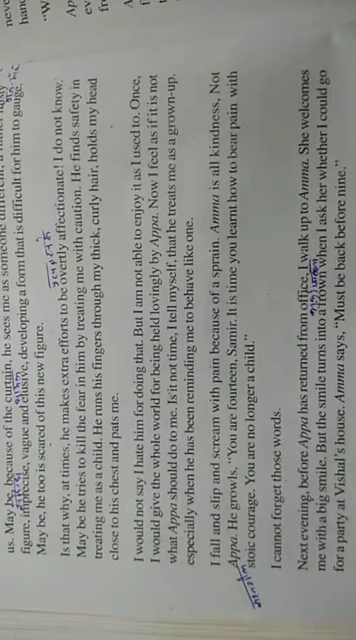 us. May be, because of the curtain, he sees me as someone different,
figure, imprecise, vague and elusive, developing a form that is difficult for him to gauge.
May be, he too is scared of this new figure.
Is that why, at times, he makes extra efforts to be overtly affectionate! I do not know.
May be he tries to kill the fear in him by treating me with caution. He finds safety in
treating me as a child. He runs his fingers through my thick, curly hair, holds my head
close to his chest and pats me.
I would not say I hate him for doing that. But I am not able to enjoy it as I used to. Once,
I would give the whole world for being held lovingly by Appa. Now I feel as if it is not
what Appa should do to me. Is it not time, I tell myself, that he treats me as a grown-up,
especially when he has been reminding me to behave like one.
I fall and slip and scream with pain because of a sprain. Amma is all kindness, Not
Appa. He growls, "You are fourteen, Samir. It is time you learnt how to bear pain with
stoic courage. You are no longer a child."
I cannot forget those words.
Next evening, before Appa has returned from office, I walk up to Amma. She welcomes
me with a big smile. But the smile turns into a frown when I ask her whether I could go
for a party at Vishal's house. Amma says, "Must be back before nine."